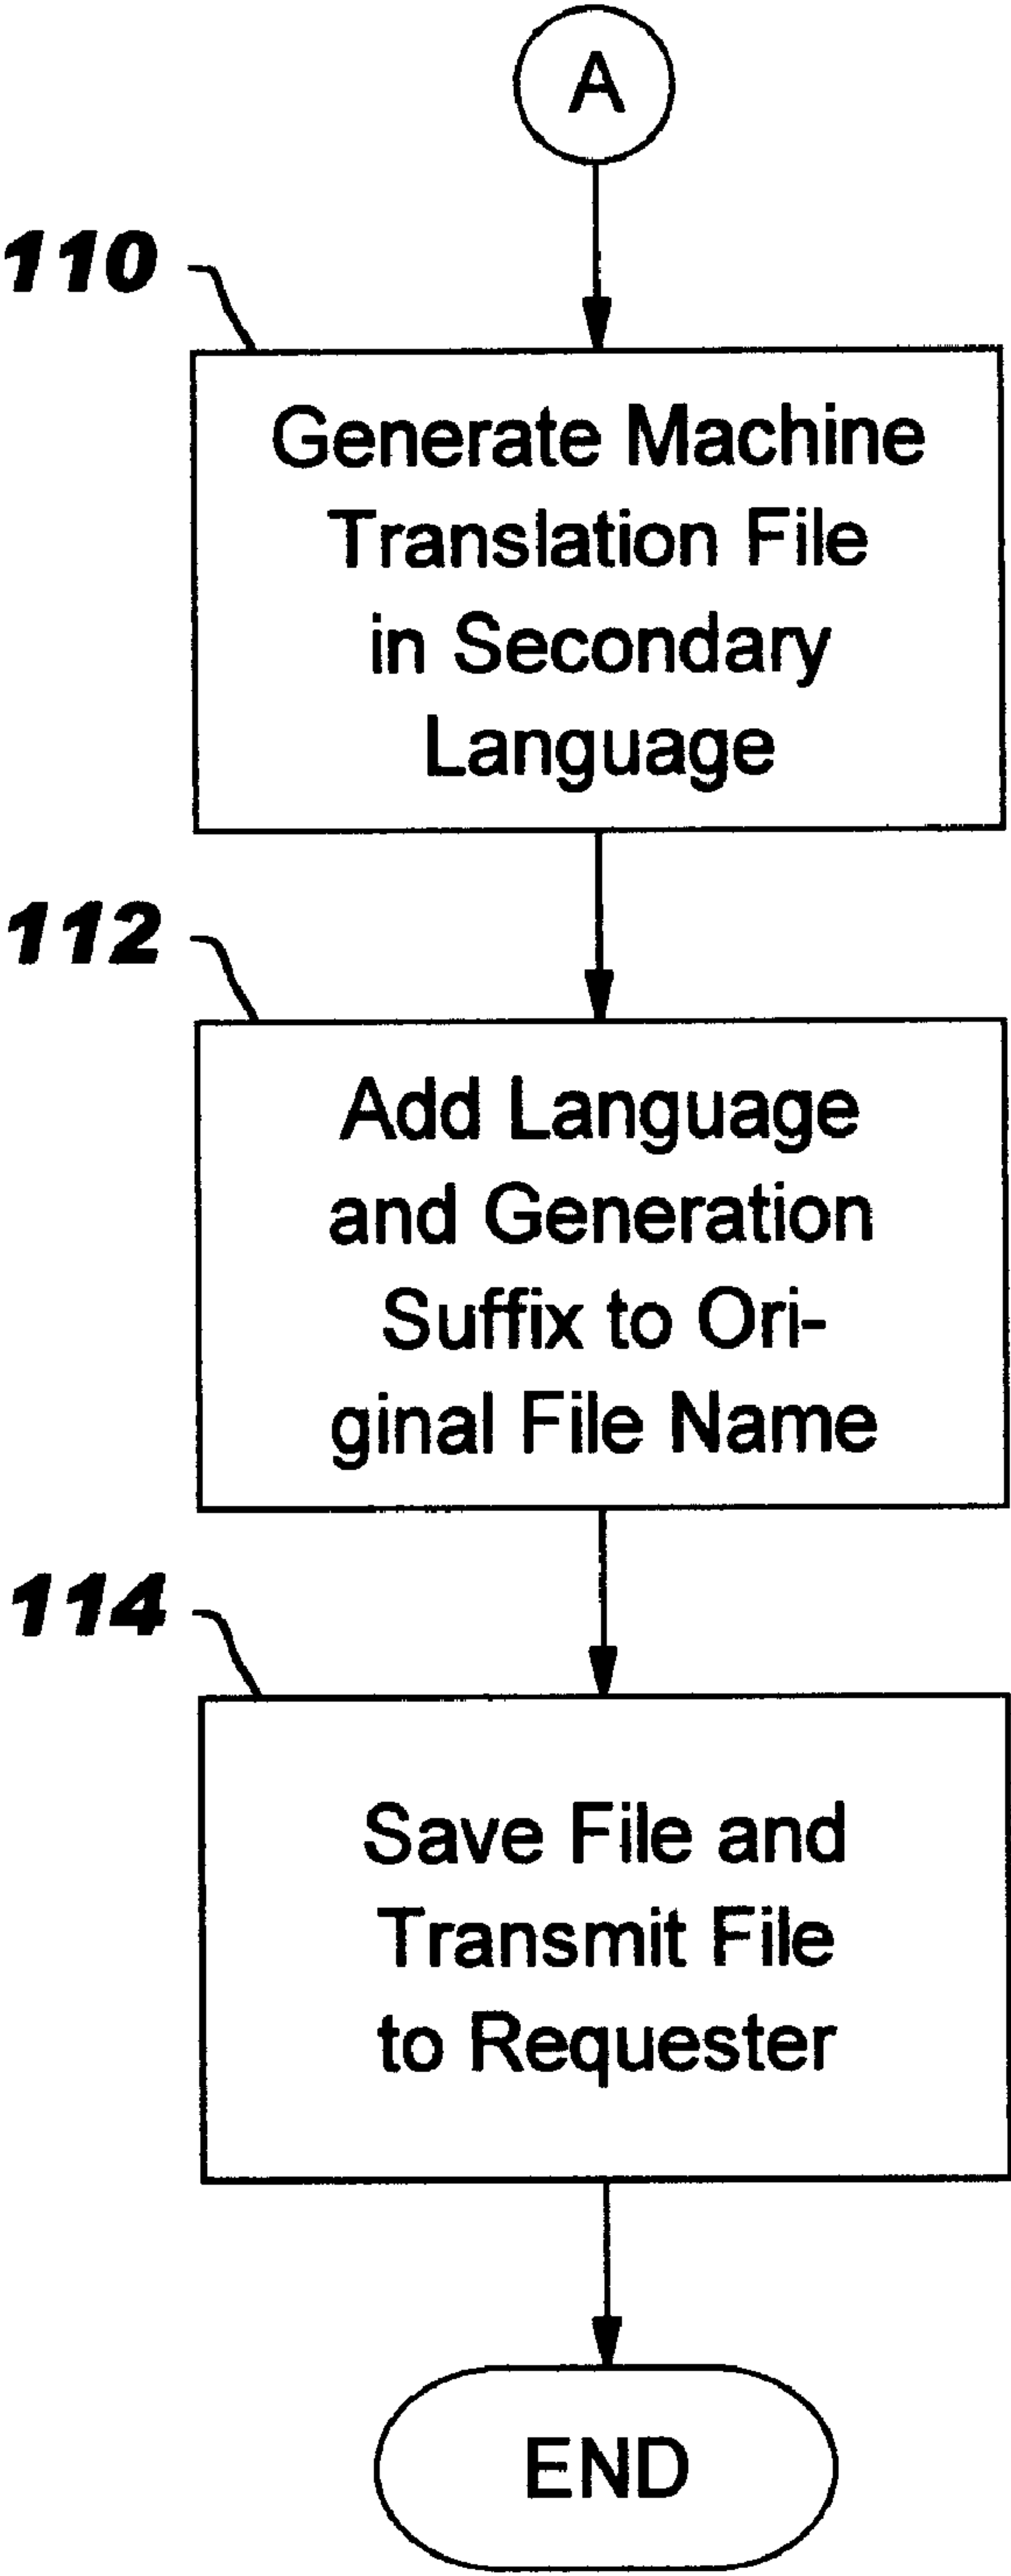 A
110
Generate Machine
Translation File
in Secondary
Language
112
Add Language
and Generation
Suffix to Ori-
ginal File Name
114
Save File and
Transmit File
to Requester
END